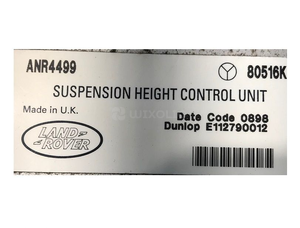 ANR4499
80516K
SUSPENSION HEIGHT CONTROL UNIT
Made in U.K.
Date Code 0898
Dunlop E112790012
LAND
ROVER